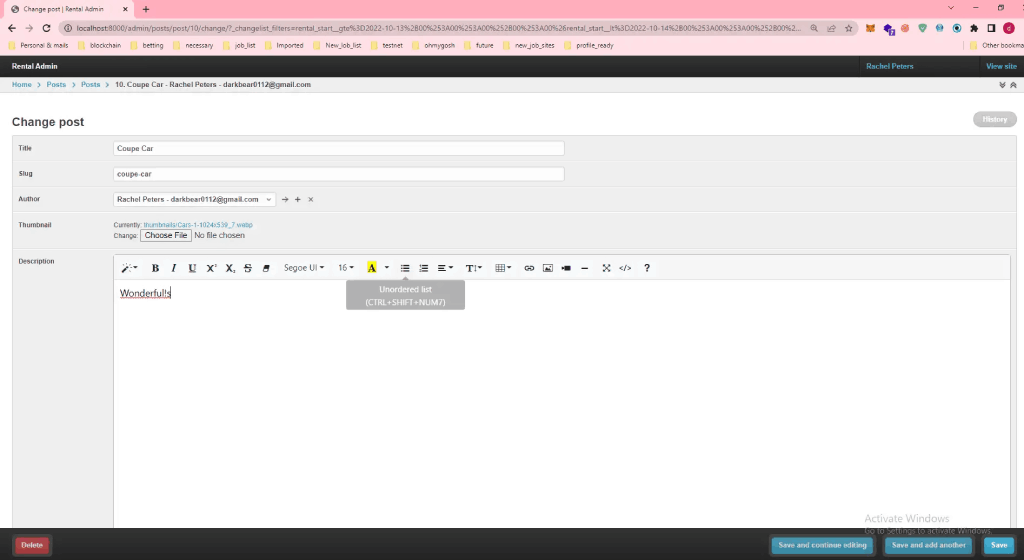 Change post | Rental Admin
localhost:8000/admin/posts/post/10/change/?_changelist_filters=rental_start__gte%3D2022-10-13%2B00%253A00%253A00%252B00%253A00%26rental_start__lt%3D2022-10-14%2B00%253A00%253A00%252B00%2...
Personal & mails blockchain betting necessary job_list Imported New_Job_list testnet ohmygosh future new_job_sites profile_ready Other bookma
Rental Admin Rachel Peters View site
Home > Posts > Posts > 10. Coupe Car - Rachel Peters - darkbear0112@gmail.com
Change post History
Title Coupe Car
Slug coupe-car
Author Rachel Peters - darkbear0112@gmail.com
Thumbnail Currently: thumbnails/Cars-1-1024x539_7.webp
Change: Choose File No file chosen
Description
B I U X² X₂ S Segoe UI 16 A T </> ?
Wonderful!s
Unordered list
(CTRL+SHIFT+NUM7)
Activate Windows
Go to Settings to activate Windows.
Delete Save and continue editing Save and add another Save